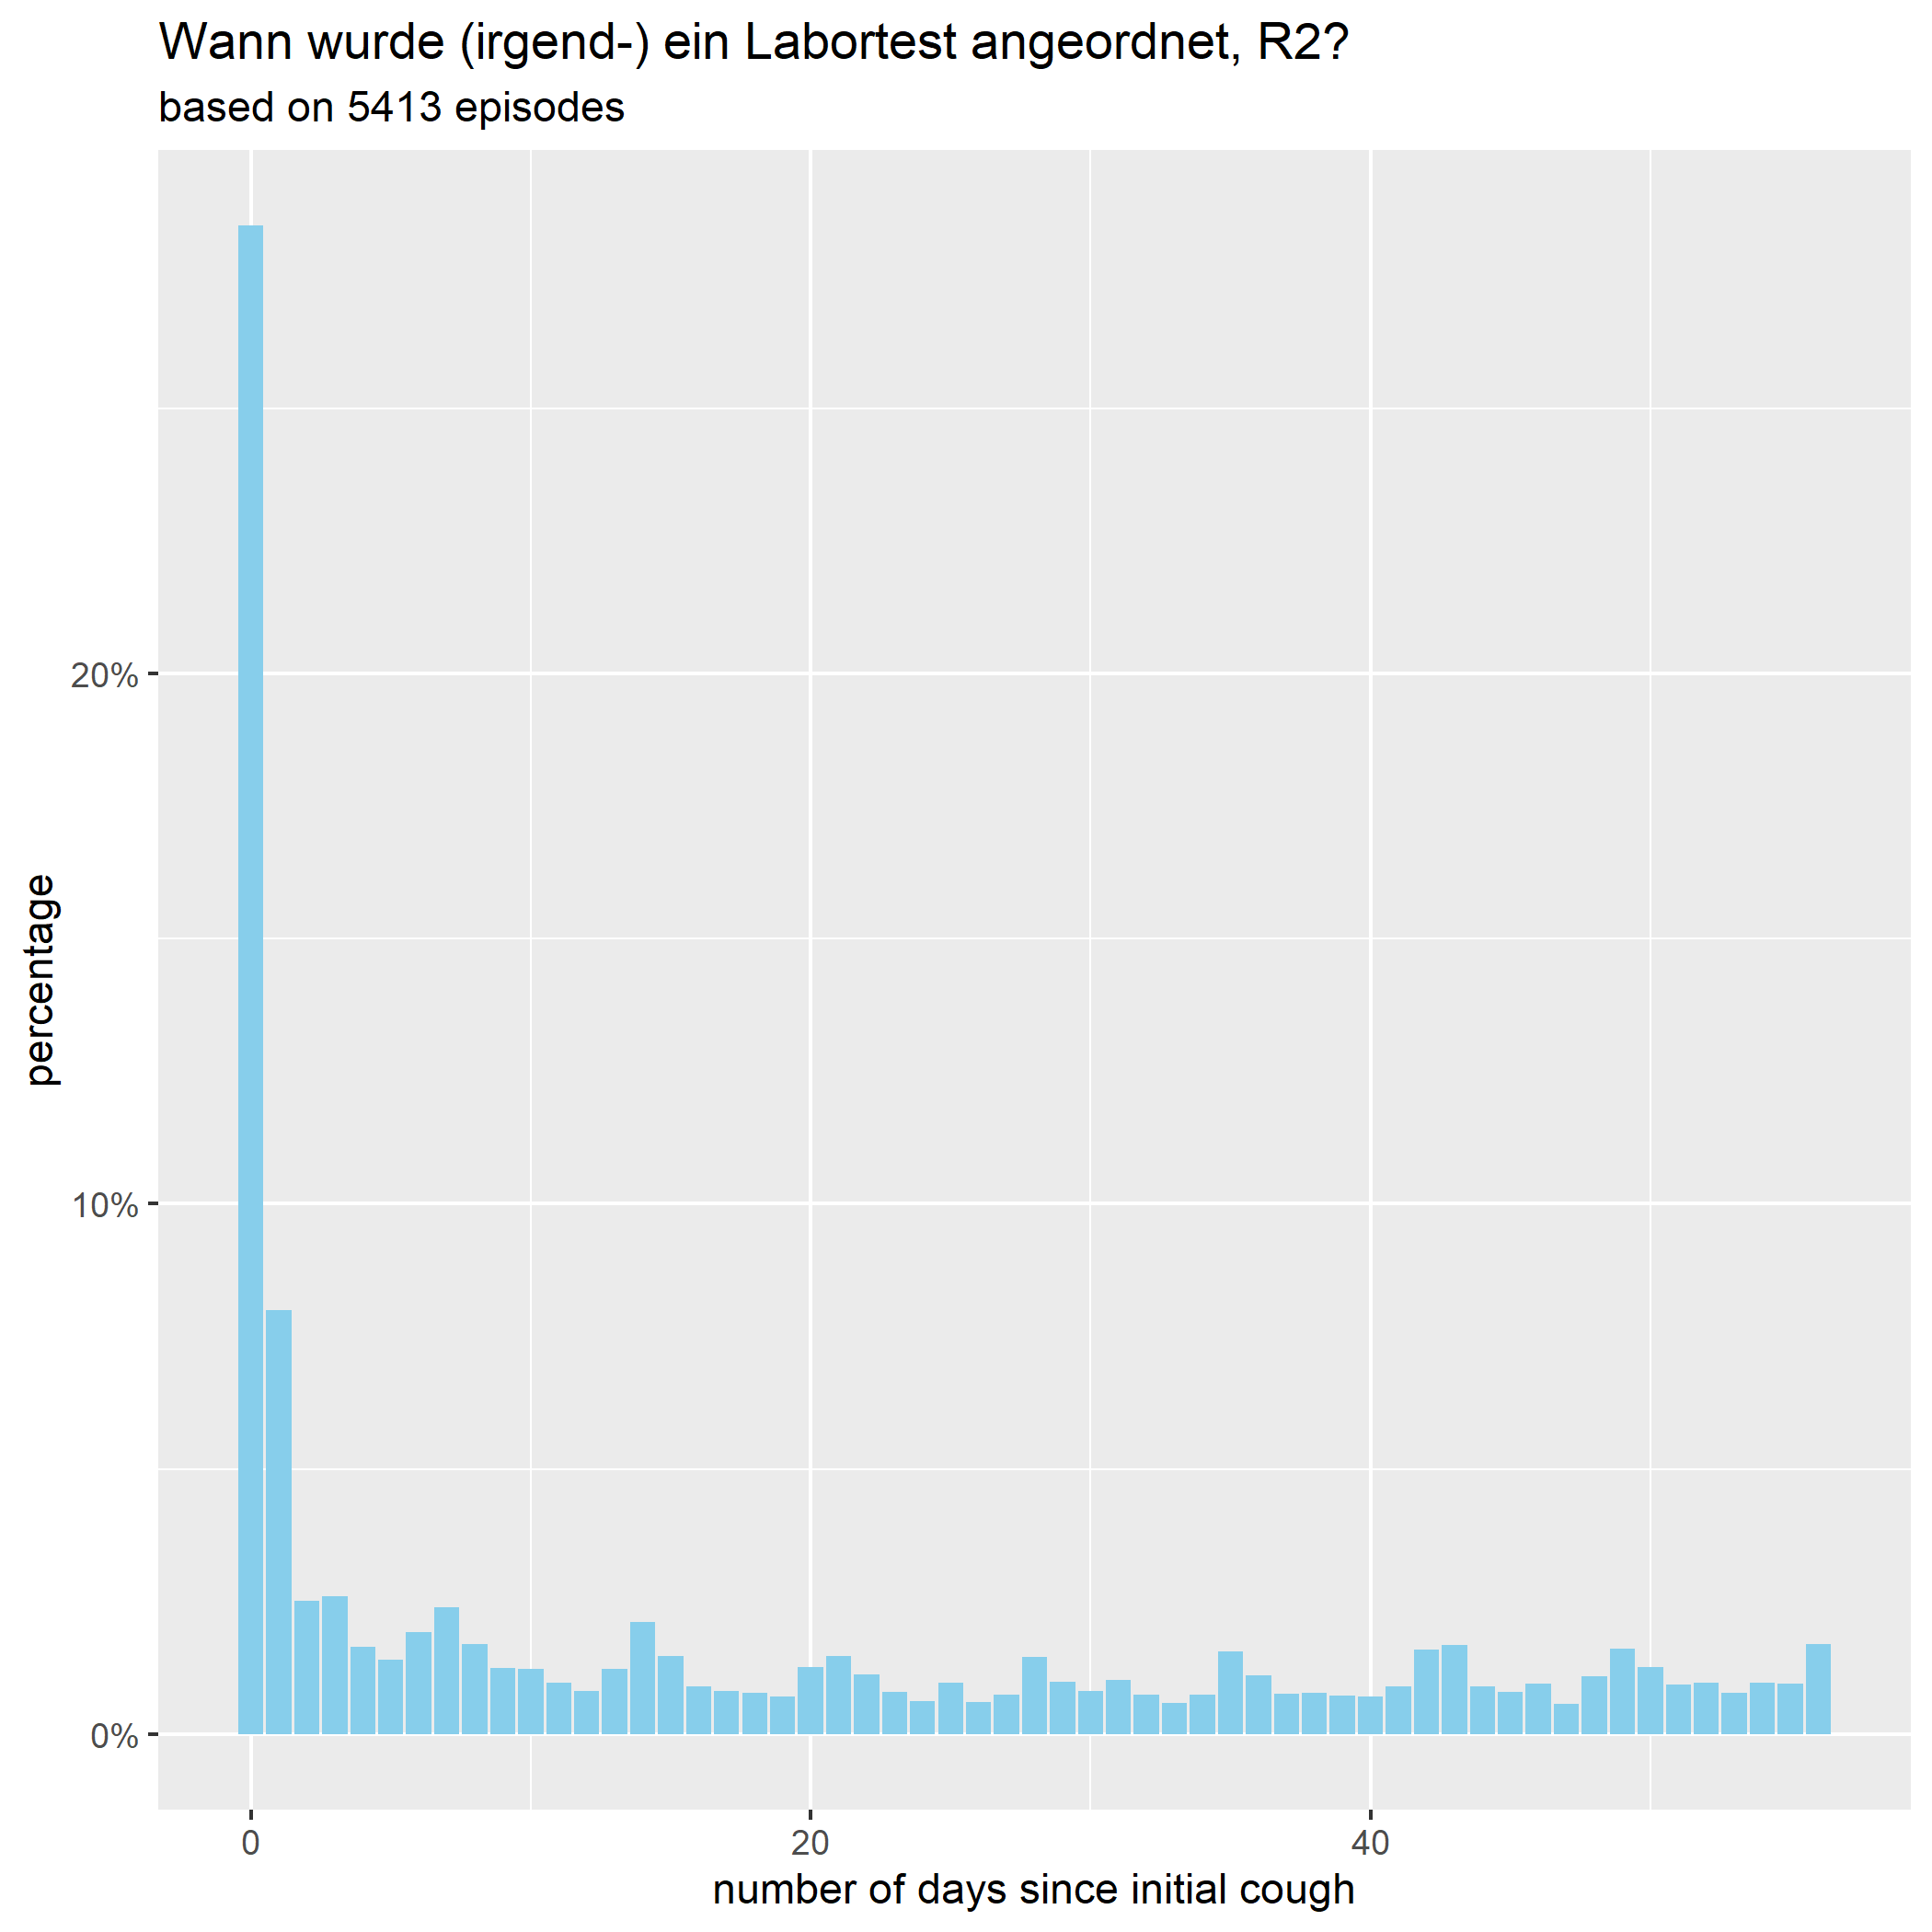 Wann wurde (irgend-) ein Labortest angeordnet, R2?
based on 5413 episodes
percentage
20%
10%
0%
0
20
40
number of days since initial cough